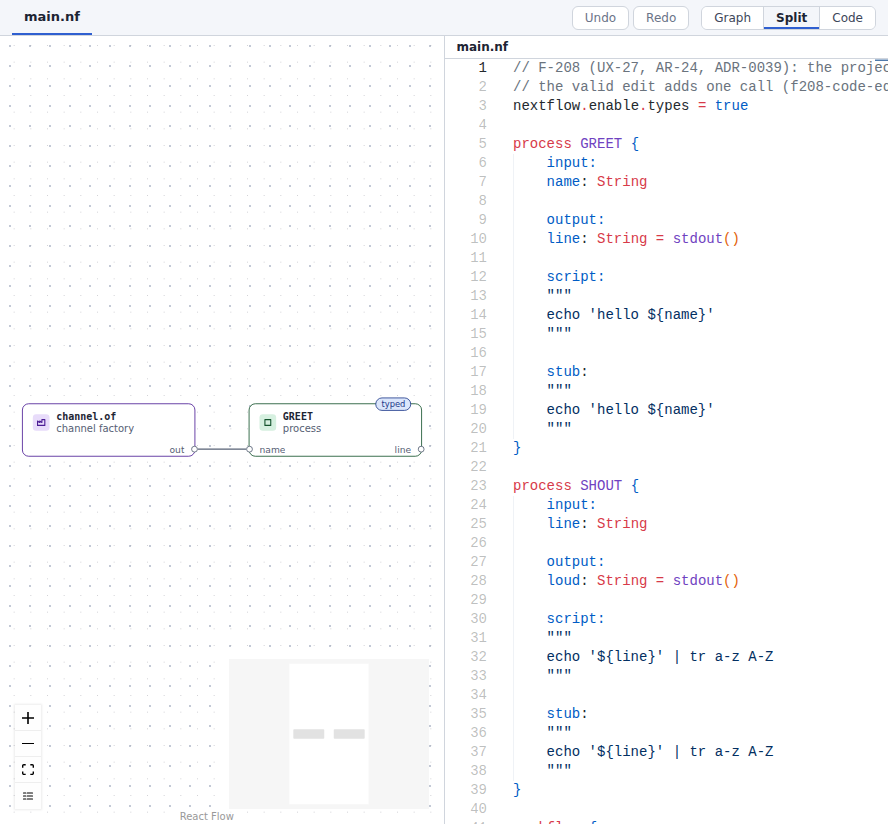 main.nf
Undo Redo Graph Split Code
channel.of
channel factory
out
typed
GREET
process
name line
React Flow
main.nf
1 // F-208 (UX-27, AR-24, ADR-0039): the projec
2 // the valid edit adds one call (f208-code-ed
3 nextflow.enable.types = true
4
5 process GREET {
6 input:
7 name: String
8
9 output:
10 line: String = stdout()
11
12 script:
13 """
14 echo 'hello ${name}'
15 """
16
17 stub:
18 """
19 echo 'hello ${name}'
20 """
21 }
22
23 process SHOUT {
24 input:
25 line: String
26
27 output:
28 loud: String = stdout()
29
30 script:
31 """
32 echo '${line}' | tr a-z A-Z
33 """
34
35 stub:
36 """
37 echo '${line}' | tr a-z A-Z
38 """
39 }
40